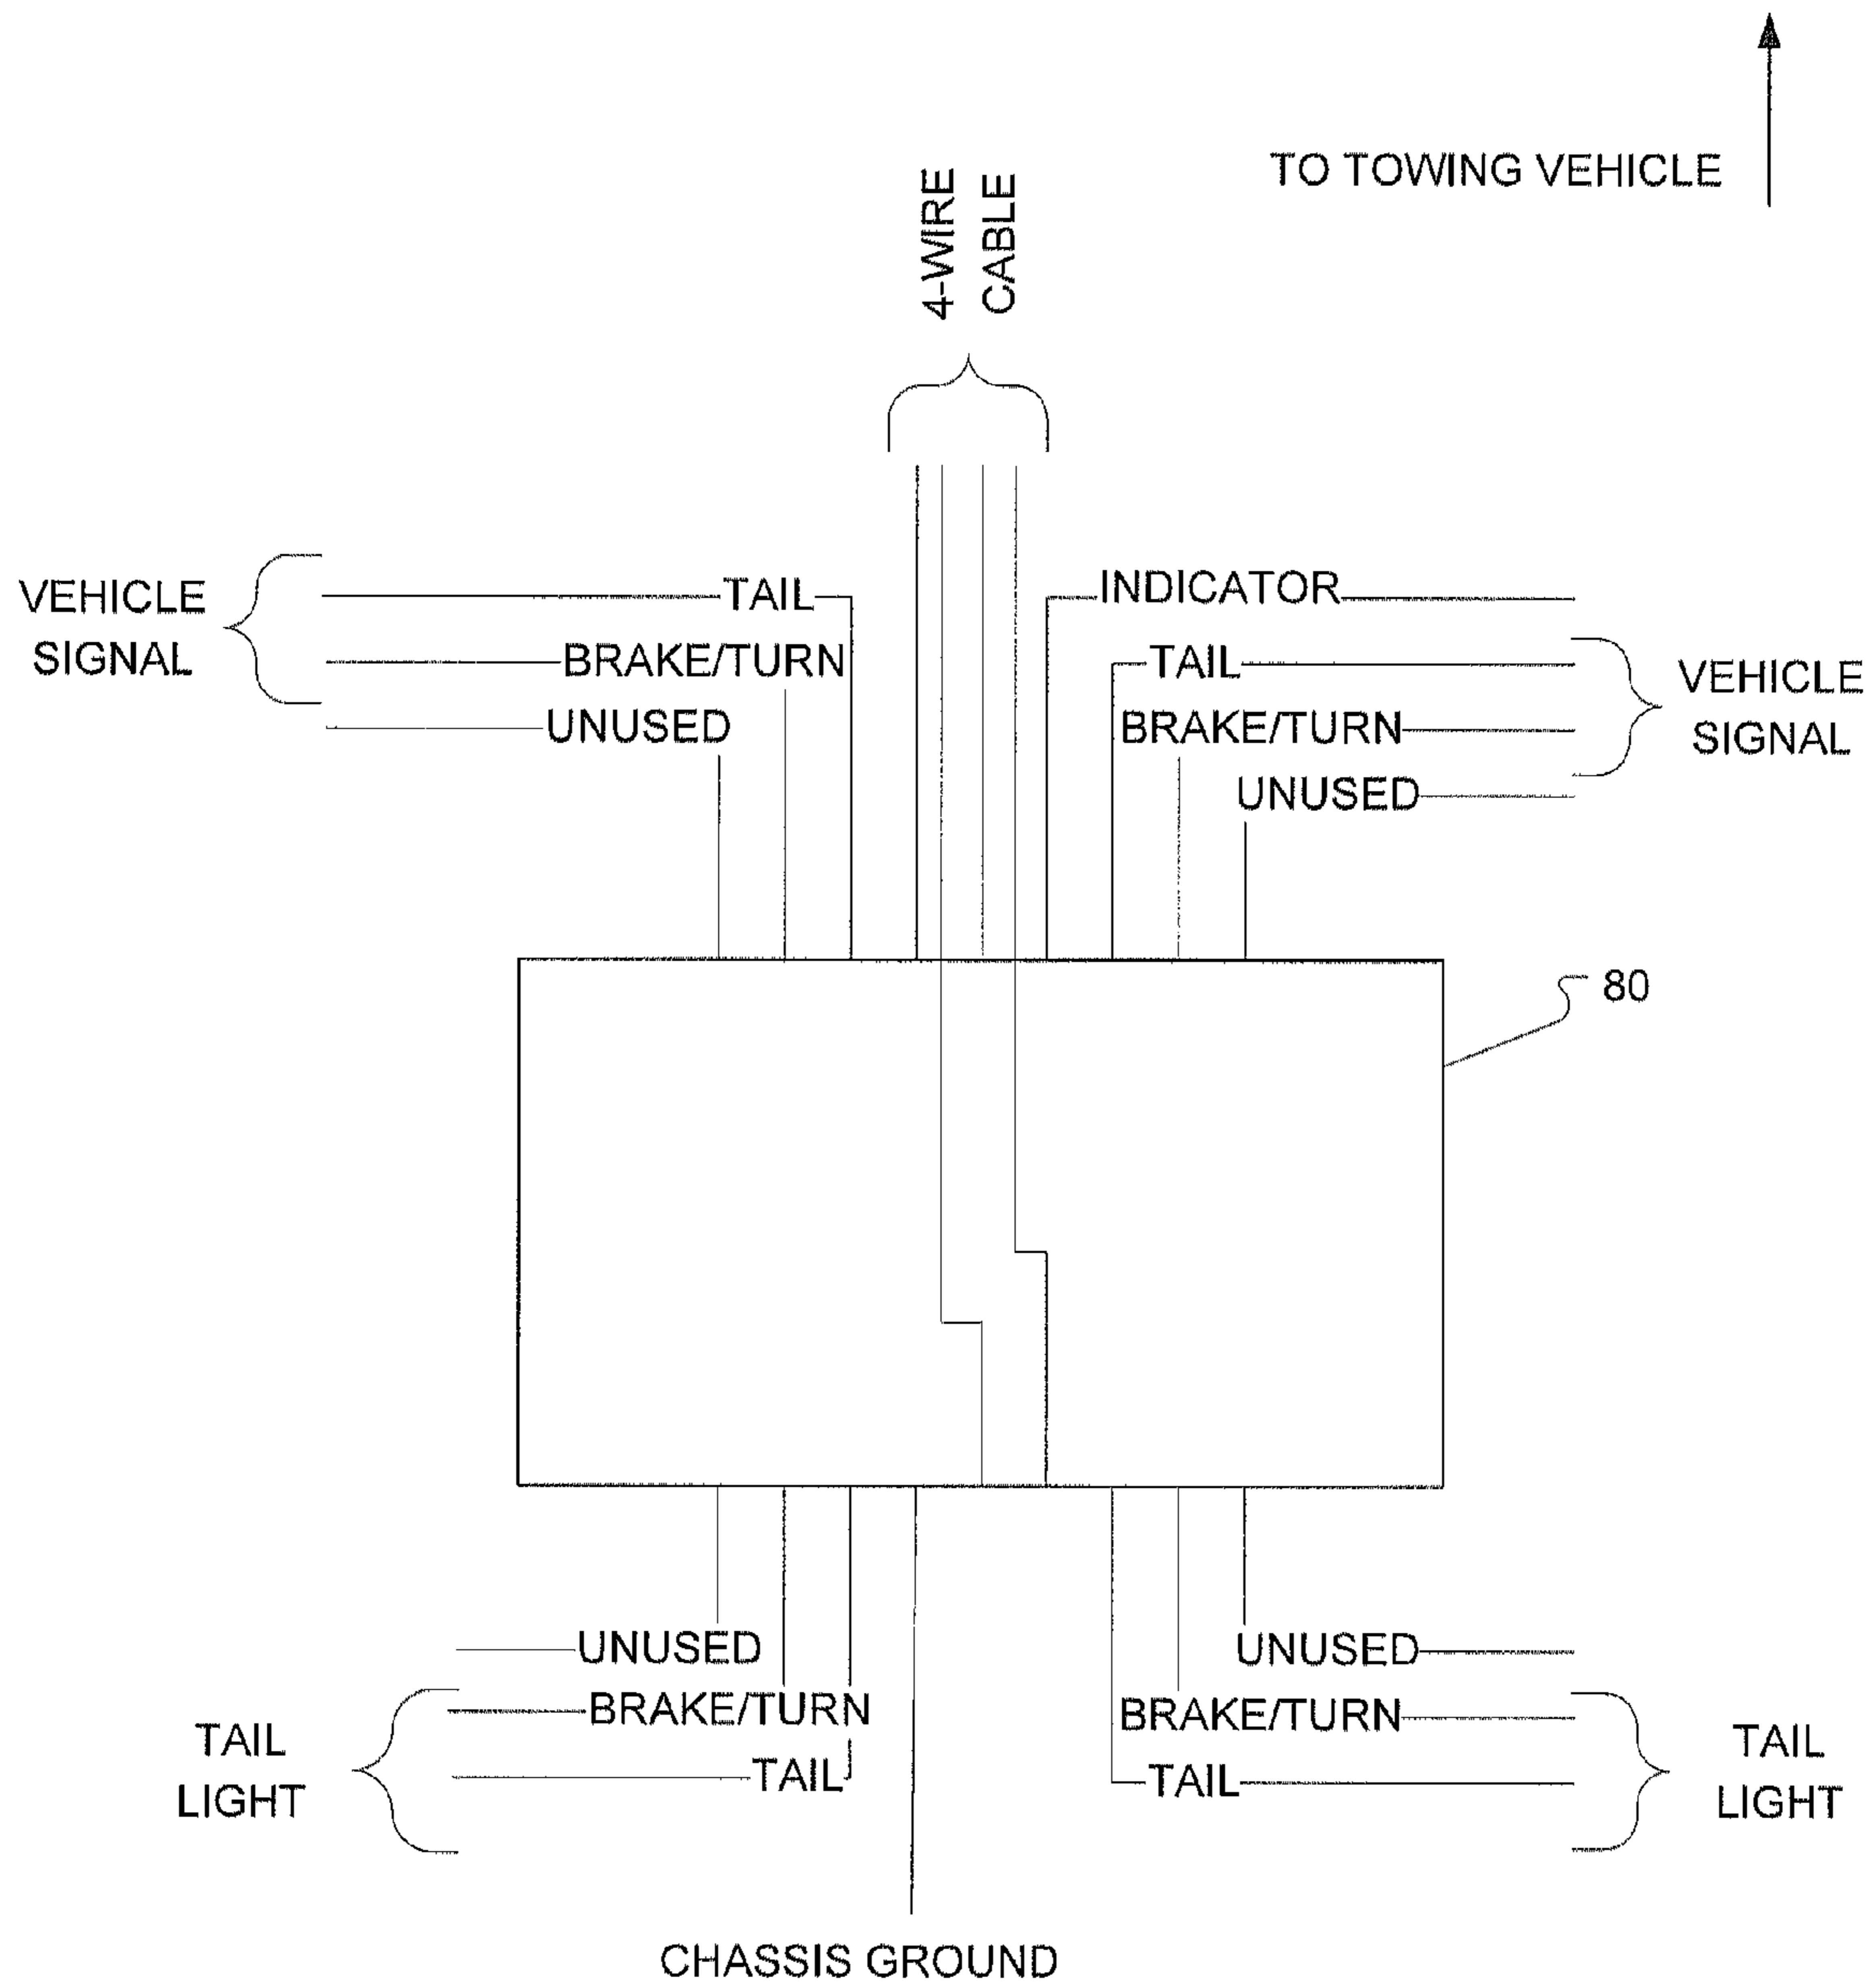 TO TOWING VEHICLE
4-WIRE
CABLE
VEHICLE
SIGNAL
TAIL
BRAKE/TURN
UNUSED
INDICATOR
TAIL
BRAKE/TURN
UNUSED
VEHICLE
SIGNAL
80
UNUSED
BRAKE/TURN
TAIL
TAIL
LIGHT
UNUSED
BRAKE/TURN
TAIL
TAIL
LIGHT
CHASSIS GROUND